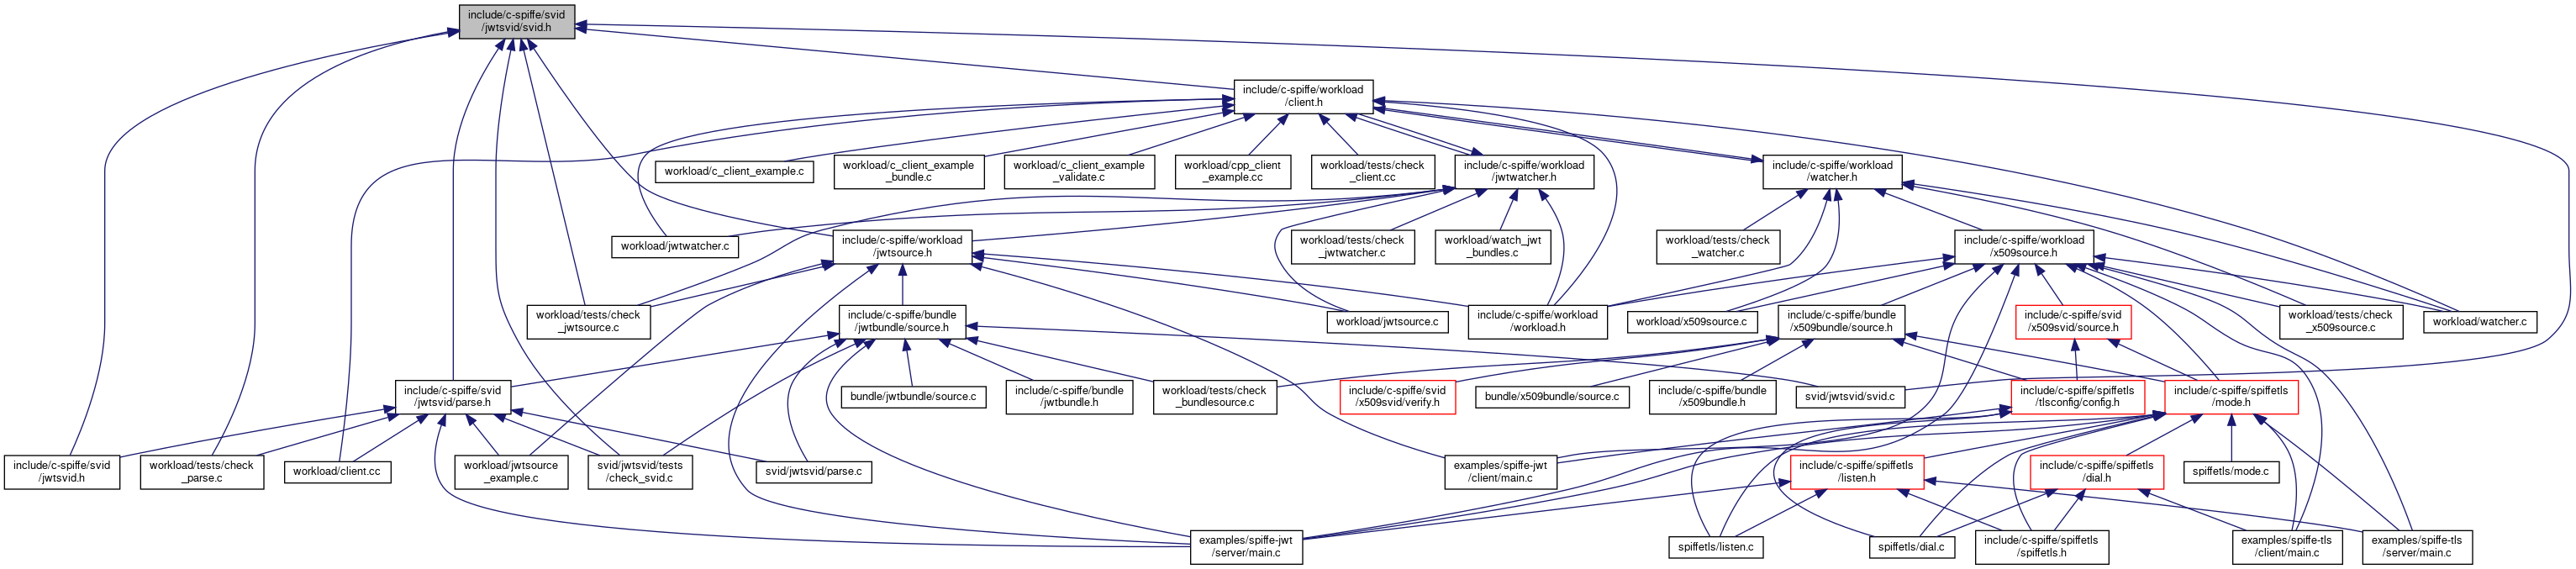 include/c-spiffe/svid
/jwtsvid/svid.h
include/c-spiffe/workload
/client.h
workload/c_client_example.c
workload/c_client_example
_bundle.c
workload/c_client_example
_validate.c
workload/cpp_client
_example.cc
workload/tests/check
_client.cc
include/c-spiffe/workload
/jwtwatcher.h
include/c-spiffe/workload
/watcher.h
workload/jwtwatcher.c
include/c-spiffe/workload
/jwtsource.h
workload/tests/check
_jwtwatcher.c
workload/watch_jwt
_bundles.c
workload/tests/check
_watcher.c
include/c-spiffe/workload
/x509source.h
workload/tests/check
_jwtsource.c
include/c-spiffe/bundle
/jwtbundle/source.h
workload/jwtsource.c
include/c-spiffe/workload
/workload.h
workload/x509source.c
include/c-spiffe/bundle
/x509bundle/source.h
include/c-spiffe/svid
/x509svid/source.h
workload/tests/check
_x509source.c
workload/watcher.c
include/c-spiffe/svid
/jwtsvid/parse.h
bundle/jwtbundle/source.c
include/c-spiffe/bundle
/jwtbundle.h
workload/tests/check
_bundlesource.c
include/c-spiffe/svid
/x509svid/verify.h
bundle/x509bundle/source.c
include/c-spiffe/bundle
/x509bundle.h
svid/jwtsvid/svid.c
include/c-spiffe/spiffetls
/tlsconfig/config.h
include/c-spiffe/spiffetls
/mode.h
include/c-spiffe/svid
/jwtsvid.h
workload/tests/check
_parse.c
workload/client.cc
workload/jwtsource
_example.c
svid/jwtsvid/tests
/check_svid.c
svid/jwtsvid/parse.c
examples/spiffe-jwt
/client/main.c
include/c-spiffe/spiffetls
/listen.h
include/c-spiffe/spiffetls
/dial.h
spiffetls/mode.c
examples/spiffe-jwt
/server/main.c
spiffetls/listen.c
spiffetls/dial.c
include/c-spiffe/spiffetls
/spiffetls.h
examples/spiffe-tls
/client/main.c
examples/spiffe-tls
/server/main.c